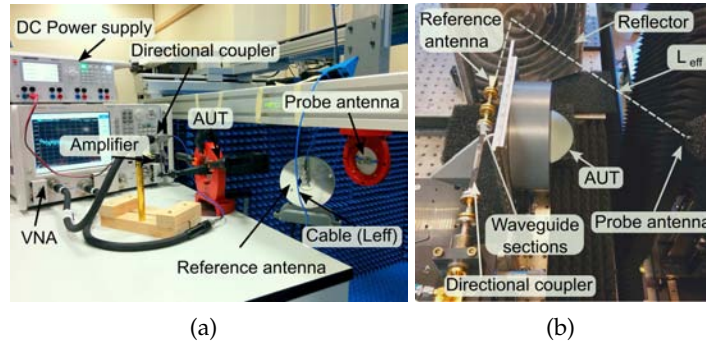 DC Power supply
Directional coupler
AUT
Probe antenna
Amplifier
VNA
Cable (Leff)
Reference antenna
(a)
Reference
antenna
Reflector
L eff
AUT
Probe antenna
Waveguide
sections
Directional coupler
(b)